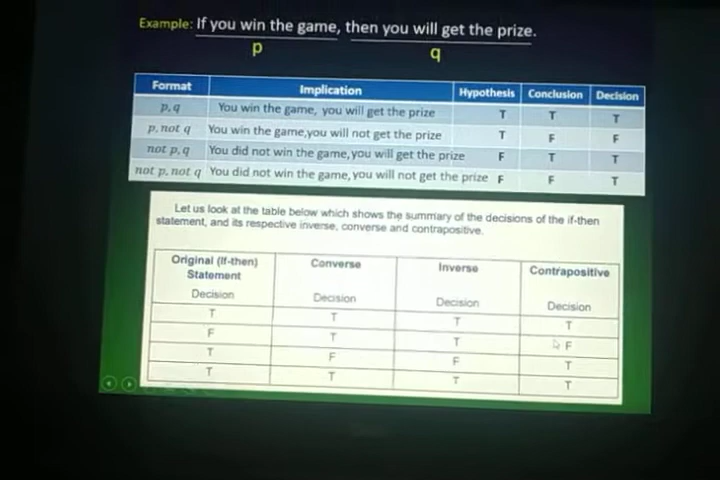 Example: If you win the game, then you will get the prize.
p q
Format Implication Hypothesis Conclusion Decision
p, q You win the game, you will get the prize T T T
p, not q You win the game,you will not get the prize T F F
not p, q You did not win the game,you will get the prize F T T
not p, not q You did not win the game,you will not get the prize F F T
Let us look at the table below which shows the summary of the decisions of the if-then
statement, and its respective inverse, converse and contrapositive.
Original (If-then) Converse Inverse Contrapositive
Statement
Decision Decision Decision Decision
T T T T
F T T F
T F F T
T T T T